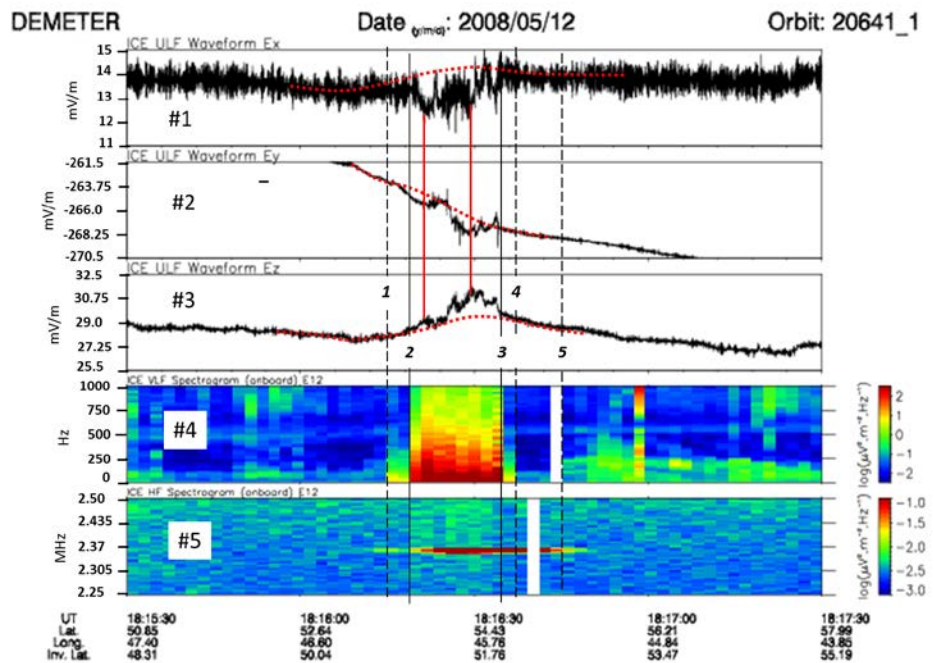 DEMETER Date (y/m/d): 2008/05/12 Orbit: 20641_1
ICE ULF Waveform Ex
15
14
13
12
11
mV/m
#1
ICE ULF Waveform Ey
-261.5
-263.75
-266.0
-268.25
-270.5
mV/m
#2
ICE ULF Waveform Ez
32.5
30.75
29.0
27.25
25.5
mV/m
#3
1 4
2 3 5
ICE VLF Spectrogram (onboard) E12
1000
750
500
250
0
Hz
#4
2
1
0
-1
-2
log(μV².m⁻².Hz⁻¹)
ICE HF Spectrogram (onboard) E12
2.50
2.435
2.37
2.305
2.25
MHz
#5
-1.0
-1.5
-2.0
-2.5
-3.0
log(μV².m⁻².Hz⁻¹)
UT 18:15:30 18:16:00 18:16:30 18:17:00 18:17:30
Lat. 50.85 52.64 54.43 56.21 57.99
Long. 47.40 46.60 45.76 44.84 43.85
Inv. Lat. 48.31 50.04 51.76 53.47 55.19